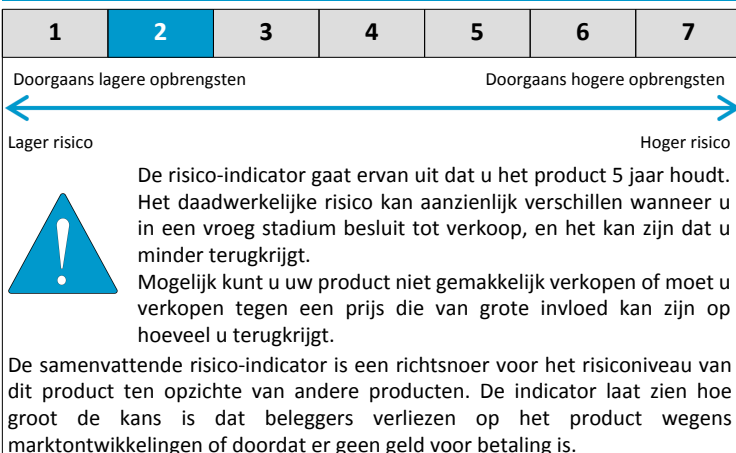 1 2 3 4 5 6 7
Doorgaans lagere opbrengsten Doorgaans hogere opbrengsten
Lager risico Hoger risico
De risico-indicator gaat ervan uit dat u het product 5 jaar houdt.
Het daadwerkelijke risico kan aanzienlijk verschillen wanneer u
in een vroeg stadium besluit tot verkoop, en het kan zijn dat u
minder terugkrijgt.
Mogelijk kunt u uw product niet gemakkelijk verkopen of moet u
verkopen tegen een prijs die van grote invloed kan zijn op
hoeveel u terugkrijgt.
De samenvattende risico-indicator is een richtsnoer voor het risiconiveau van
dit product ten opzichte van andere producten. De indicator laat zien hoe
groot de kans is dat beleggers verliezen op het product wegens
marktontwikkelingen of doordat er geen geld voor betaling is.